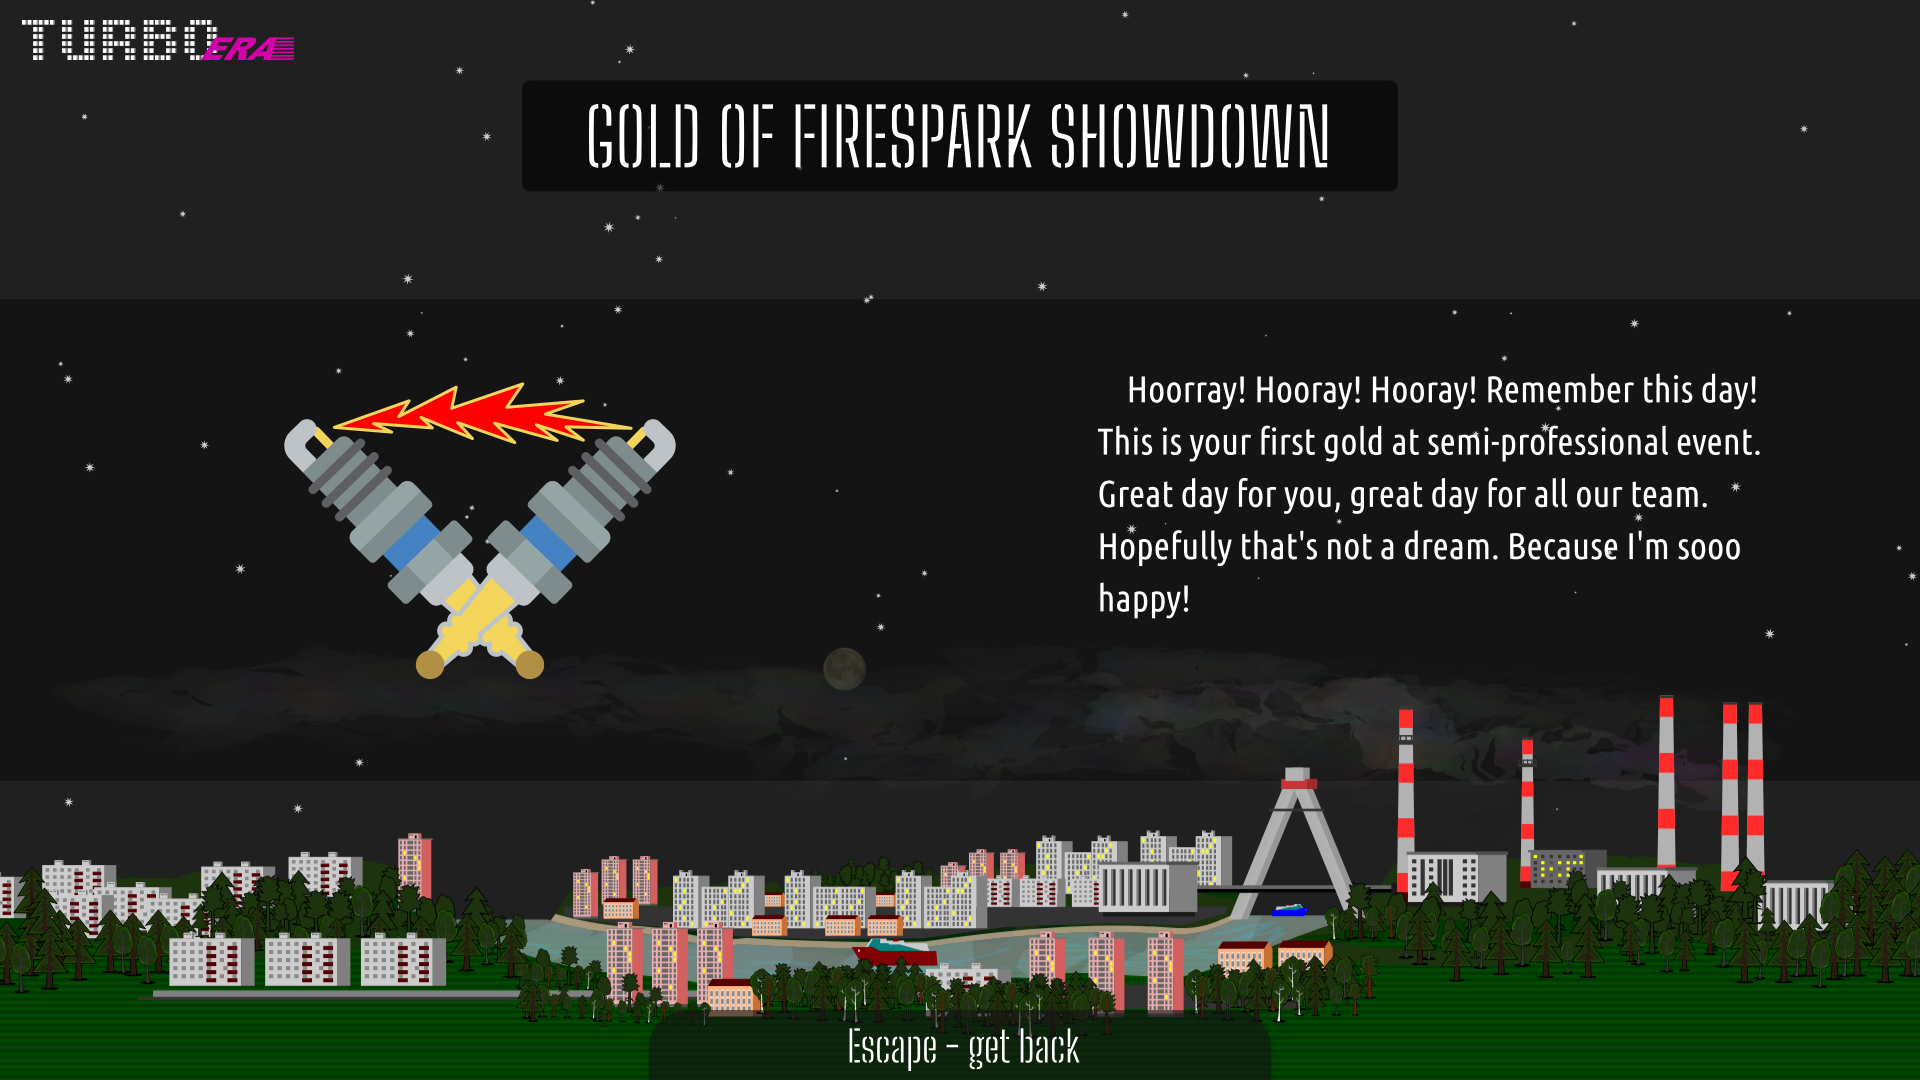 TURBO ERA
GOLD OF FIRESPARK SHOWDOWN
Hoorray! Hooray! Hooray! Remember this day!
This is your first gold at semi-professional event.
Great day for you, great day for all our team.
Hopefully that's not a dream. Because I'm sooo
happy!
Escape - get back